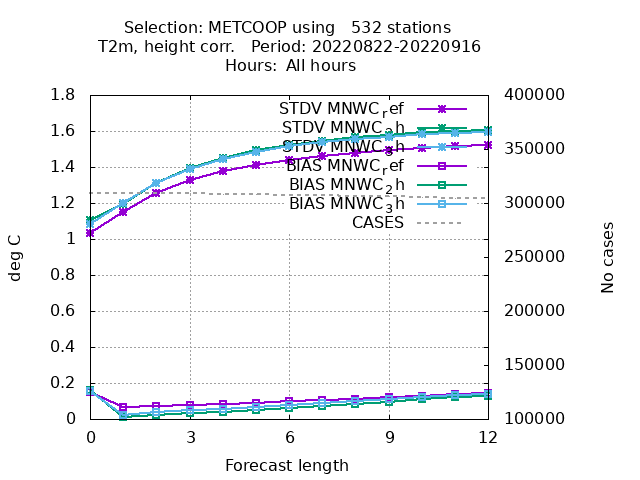 Selection: METCOOP using 532 stations
T2m, height corr. Period: 20220822-20220916
Hours: All hours
1.8
1.6
1.4
1.2
1
0.8
0.6
0.4
0.2
0
deg C
STDV MNWC_ref
STDV MNWC_2h
STDV MNWC_3h
BIAS MNWC_ref
BIAS MNWC_2h
BIAS MNWC_3h
CASES
400000
350000
300000
250000
200000
150000
100000
No cases
0 3 6 9 12
Forecast length